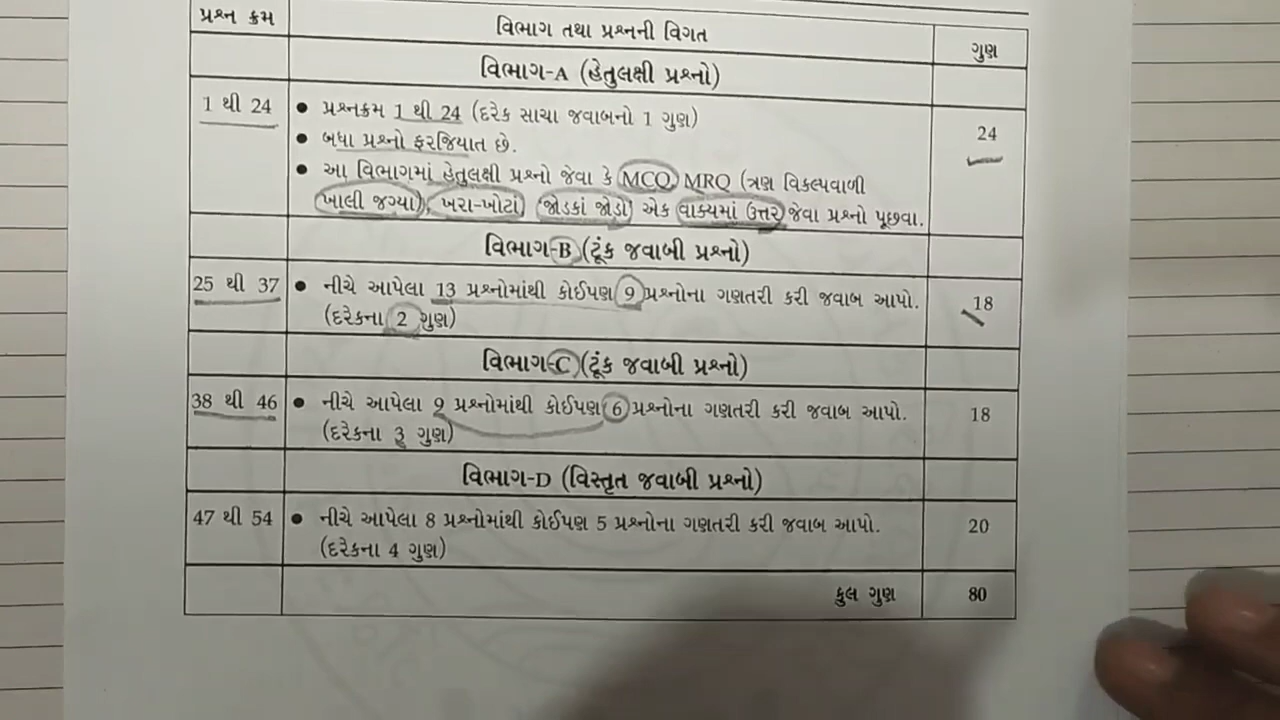 પ્રશ્ન ક્રમ વિભાગ તથા પ્રશ્નની વિગત ગુણ
વિભાગ-A (હેતુલક્ષી પ્રશ્નો)
1 થી 24 ● પ્રશ્નક્રમ 1 થી 24 (દરેક સાચા જવાબનો 1 ગુણ) 24
● બધા પ્રશ્નો ફરજિયાત છે.
● આ વિભાગમાં હેતુલક્ષી પ્રશ્નો જેવા કે MCQ MRQ (ત્રણ વિકલ્પવાળી
ખાલી જગ્યા), ખરા-ખોટાં, જોડકાં જોડો, એક વાક્યમાં ઉત્તર જેવા પ્રશ્નો પૂછવા.
વિભાગ-B (ટૂંક જવાબી પ્રશ્નો)
25 થી 37 ● નીચે આપેલા 13 પ્રશ્નોમાંથી કોઈપણ 9 પ્રશ્નોના ગણતરી કરી જવાબ આપો. 18
(દરેકના 2 ગુણ)
વિભાગ-C (ટૂંક જવાબી પ્રશ્નો)
38 થી 46 ● નીચે આપેલા 9 પ્રશ્નોમાંથી કોઈપણ 6 પ્રશ્નોના ગણતરી કરી જવાબ આપો. 18
(દરેકના 3 ગુણ)
વિભાગ-D (વિસ્તૃત જવાબી પ્રશ્નો)
47 થી 54 ● નીચે આપેલા 8 પ્રશ્નોમાંથી કોઈપણ 5 પ્રશ્નોના ગણતરી કરી જવાબ આપો. 20
(દરેકના 4 ગુણ)
કુલ ગુણ 80